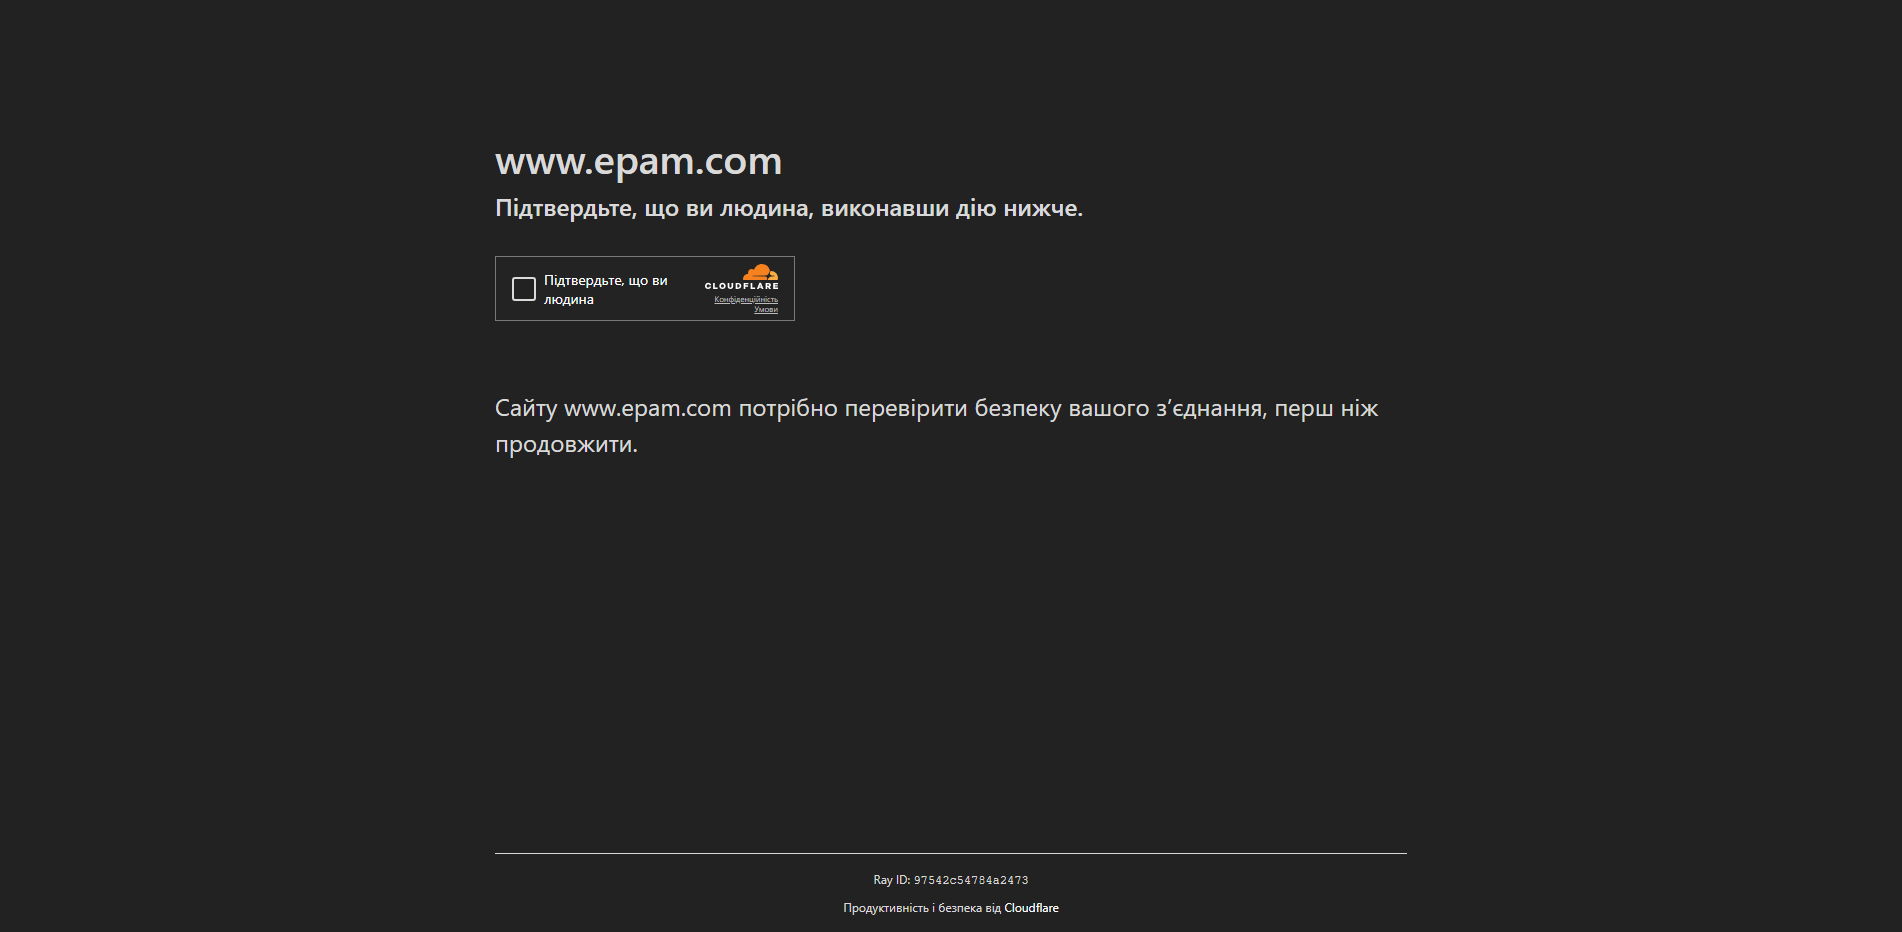 www.epam.com
Підтвердьте, що ви людина, виконавши дію нижче.
Підтвердьте, що ви
людина
CLOUDFLARE
Конфіденційність
Умови
Сайту www.epam.com потрібно перевірити безпеку вашого з’єднання, перш ніж
продовжити.
Ray ID: 97542c54784a2473
Продуктивність і безпека від Cloudflare